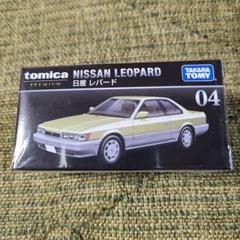 tomica
PREMIUM
NISSAN LEOPARD
日産 レパード
TAKARA
TOMY
04